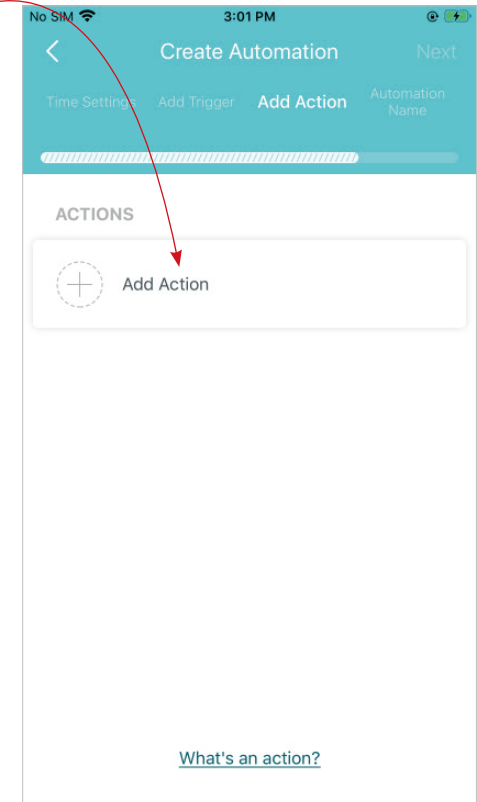 No SIM 3:01 PM
Create Automation Next
Time Settings Add Trigger Add Action Automation Name
ACTIONS
Add Action
What's an action?